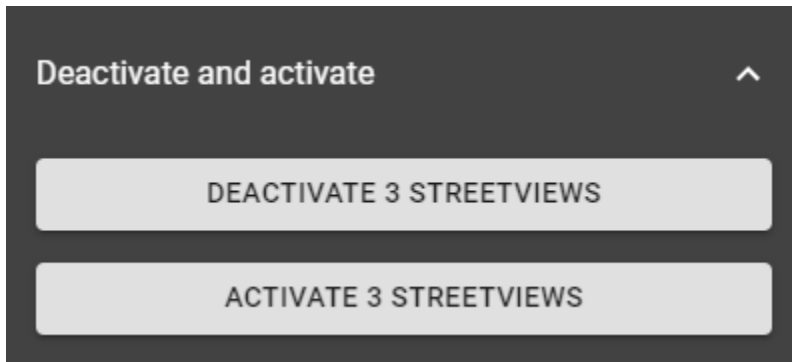 Deactivate and activate
DEACTIVATE 3 STREETVIEWS
ACTIVATE 3 STREETVIEWS